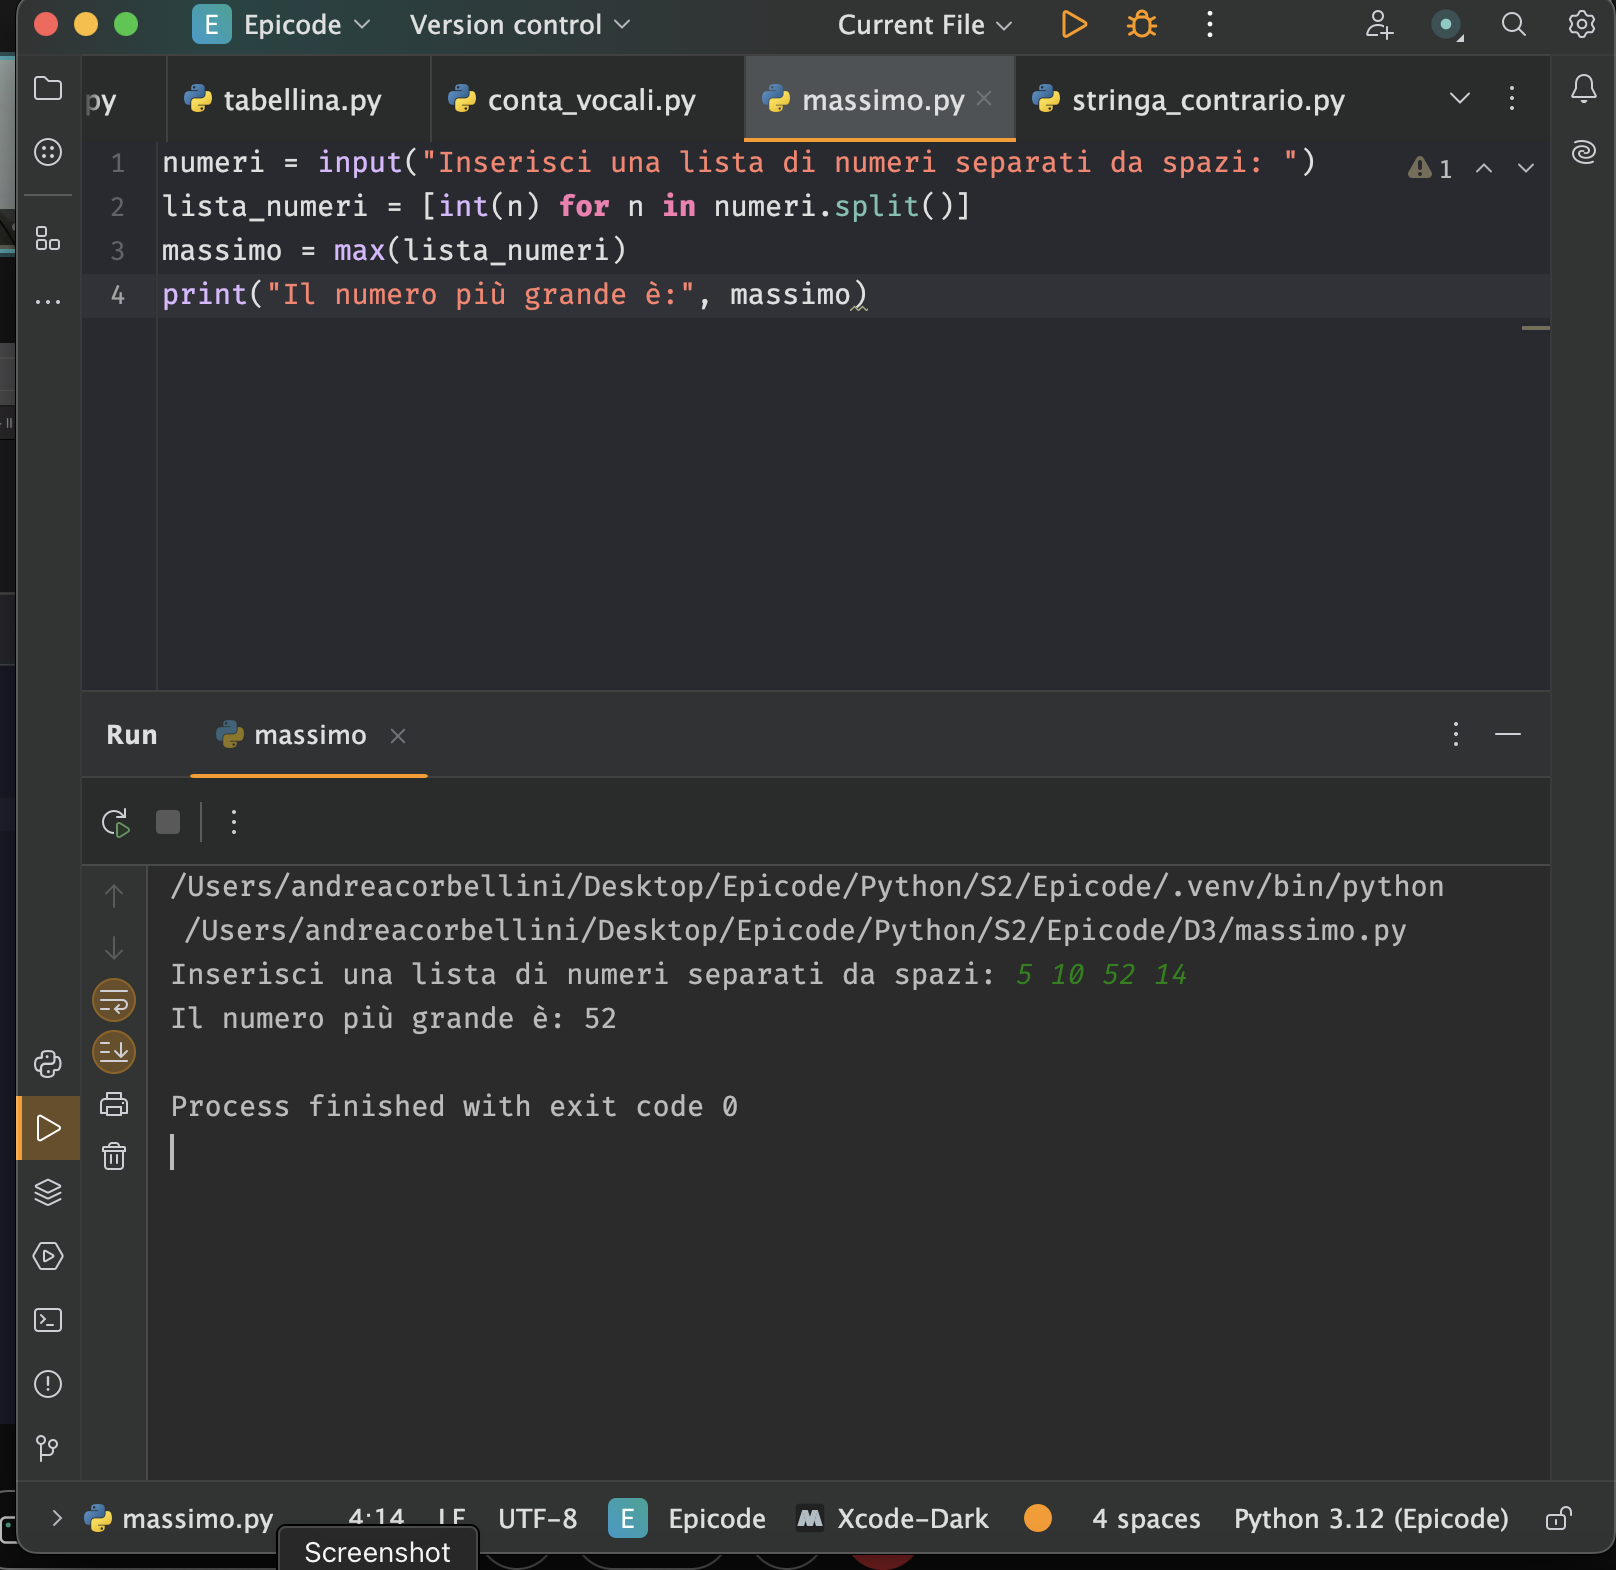 E Epicode Version control Current File
py tabellina.py conta_vocali.py massimo.py stringa_contrario.py
1 numeri = input("Inserisci una lista di numeri separati da spazi: ") 1
2 lista_numeri = [int(n) for n in numeri.split()]
3 massimo = max(lista_numeri)
4 print("Il numero più grande è:", massimo)
Run massimo
/Users/andreacorbellini/Desktop/Epicode/Python/S2/Epicode/.venv/bin/python
/Users/andreacorbellini/Desktop/Epicode/Python/S2/Epicode/D3/massimo.py
Inserisci una lista di numeri separati da spazi: 5 10 52 14
Il numero più grande è: 52
Process finished with exit code 0
massimo.py 4:14 LF UTF-8 E Epicode Xcode-Dark 4 spaces Python 3.12 (Epicode)
Screenshot